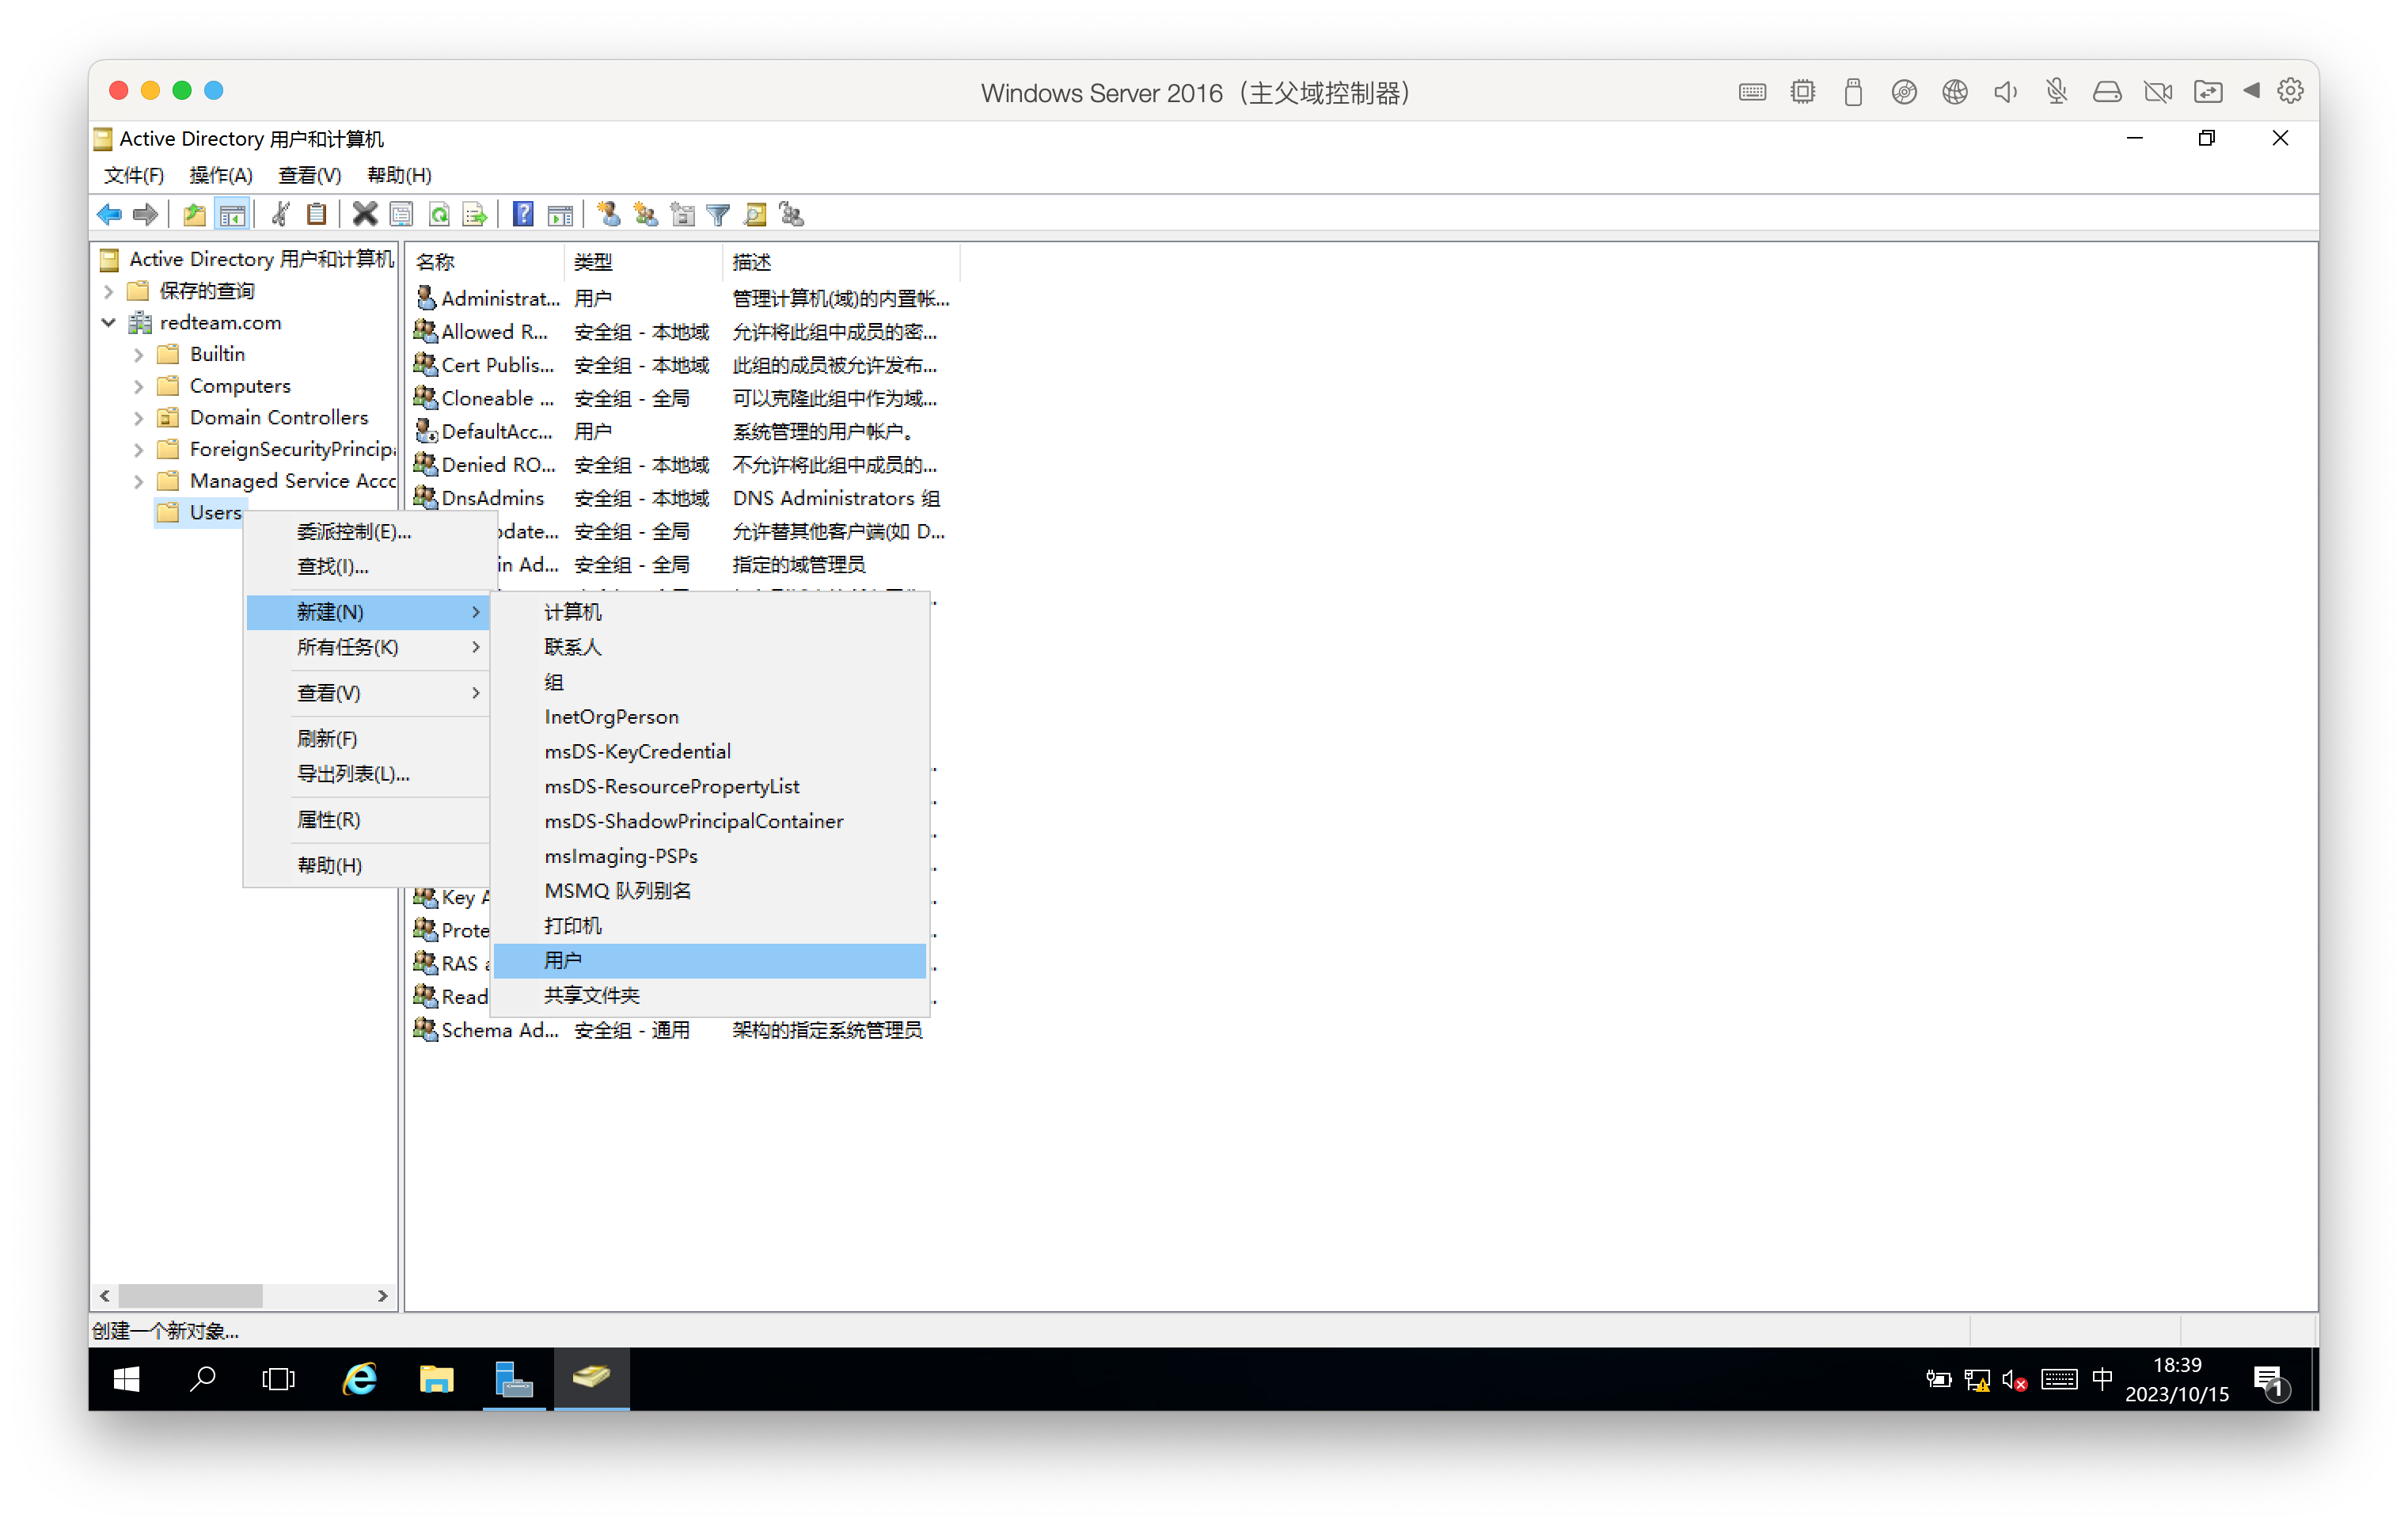 Windows Server 2016（主父域控制器）
Active Directory 用户和计算机
文件(F) 操作(A) 查看(V) 帮助(H)
Active Directory 用户和计算机
保存的查询
redteam.com
Builtin
Computers
Domain Controllers
ForeignSecurityPrincip
Managed Service Acc
Users
名称 类型 描述
Administrat... 用户 管理计算机(域)的内置帐...
Allowed R... 安全组 - 本地域 允许将此组中成员的密...
Cert Publis... 安全组 - 本地域 此组的成员被允许发布...
Cloneable ... 安全组 - 全局 可以克隆此组中作为域...
DefaultAcc... 用户 系统管理的用户帐户。
Denied RO... 安全组 - 本地域 不允许将此组中成员的...
DnsAdmins 安全组 - 本地域 DNS Administrators 组
pdate... 安全组 - 全局 允许替其他客户端(如 D...
in Ad... 安全组 - 全局 指定的域管理员
Key A
Prote
RAS a
Read
Schema Ad... 安全组 - 通用 架构的指定系统管理员
委派控制(E)...
查找(I)...
新建(N)
所有任务(K)
查看(V)
刷新(F)
导出列表(L)...
属性(R)
帮助(H)
计算机
联系人
组
InetOrgPerson
msDS-KeyCredential
msDS-ResourcePropertyList
msDS-ShadowPrincipalContainer
msImaging-PSPs
MSMQ 队列别名
打印机
用户
共享文件夹
创建一个新对象...
中
18:39
2023/10/15
1